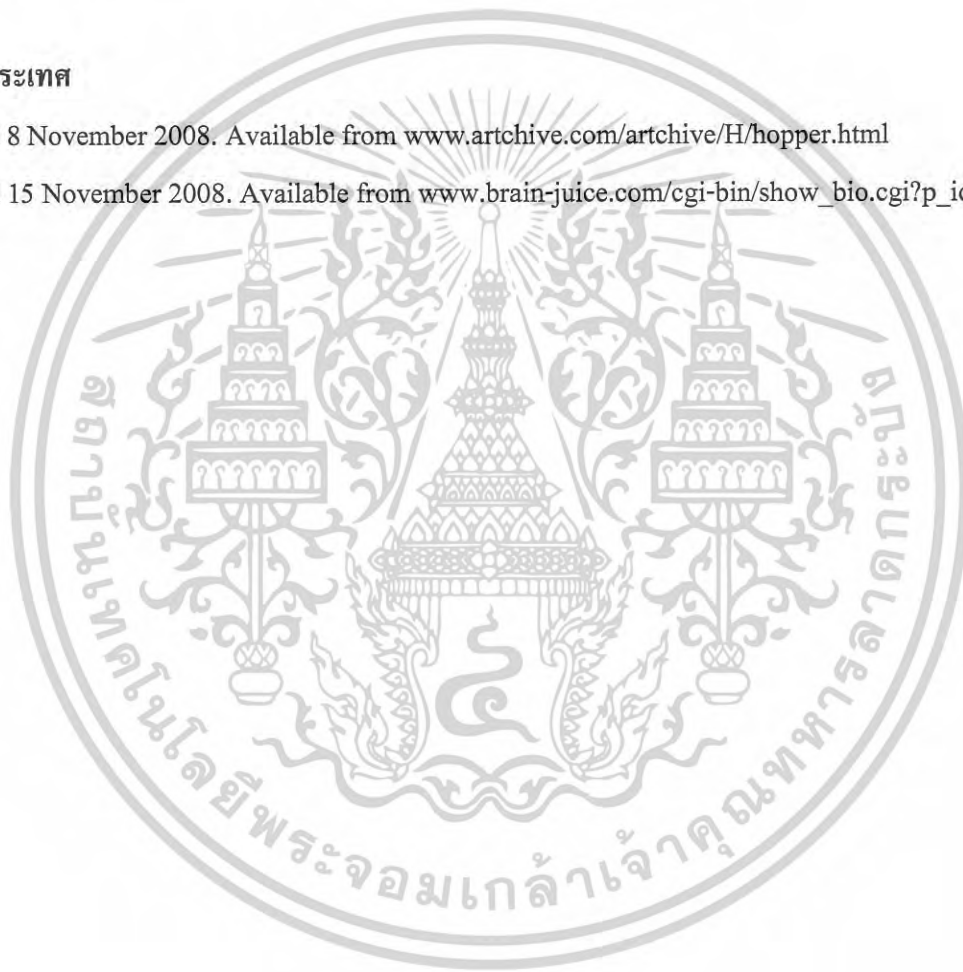 ระเทศ
8 November 2008. Available from www.artchive.com/artchive/H/hopper.html
15 November 2008. Available from www.brain-juice.com/cgi-bin/show_bio.cgi?p_i
สถาบันเทคโนโลยีพระจอมเกล้าเจ้าคุณทหารลาดกระบัง
๔